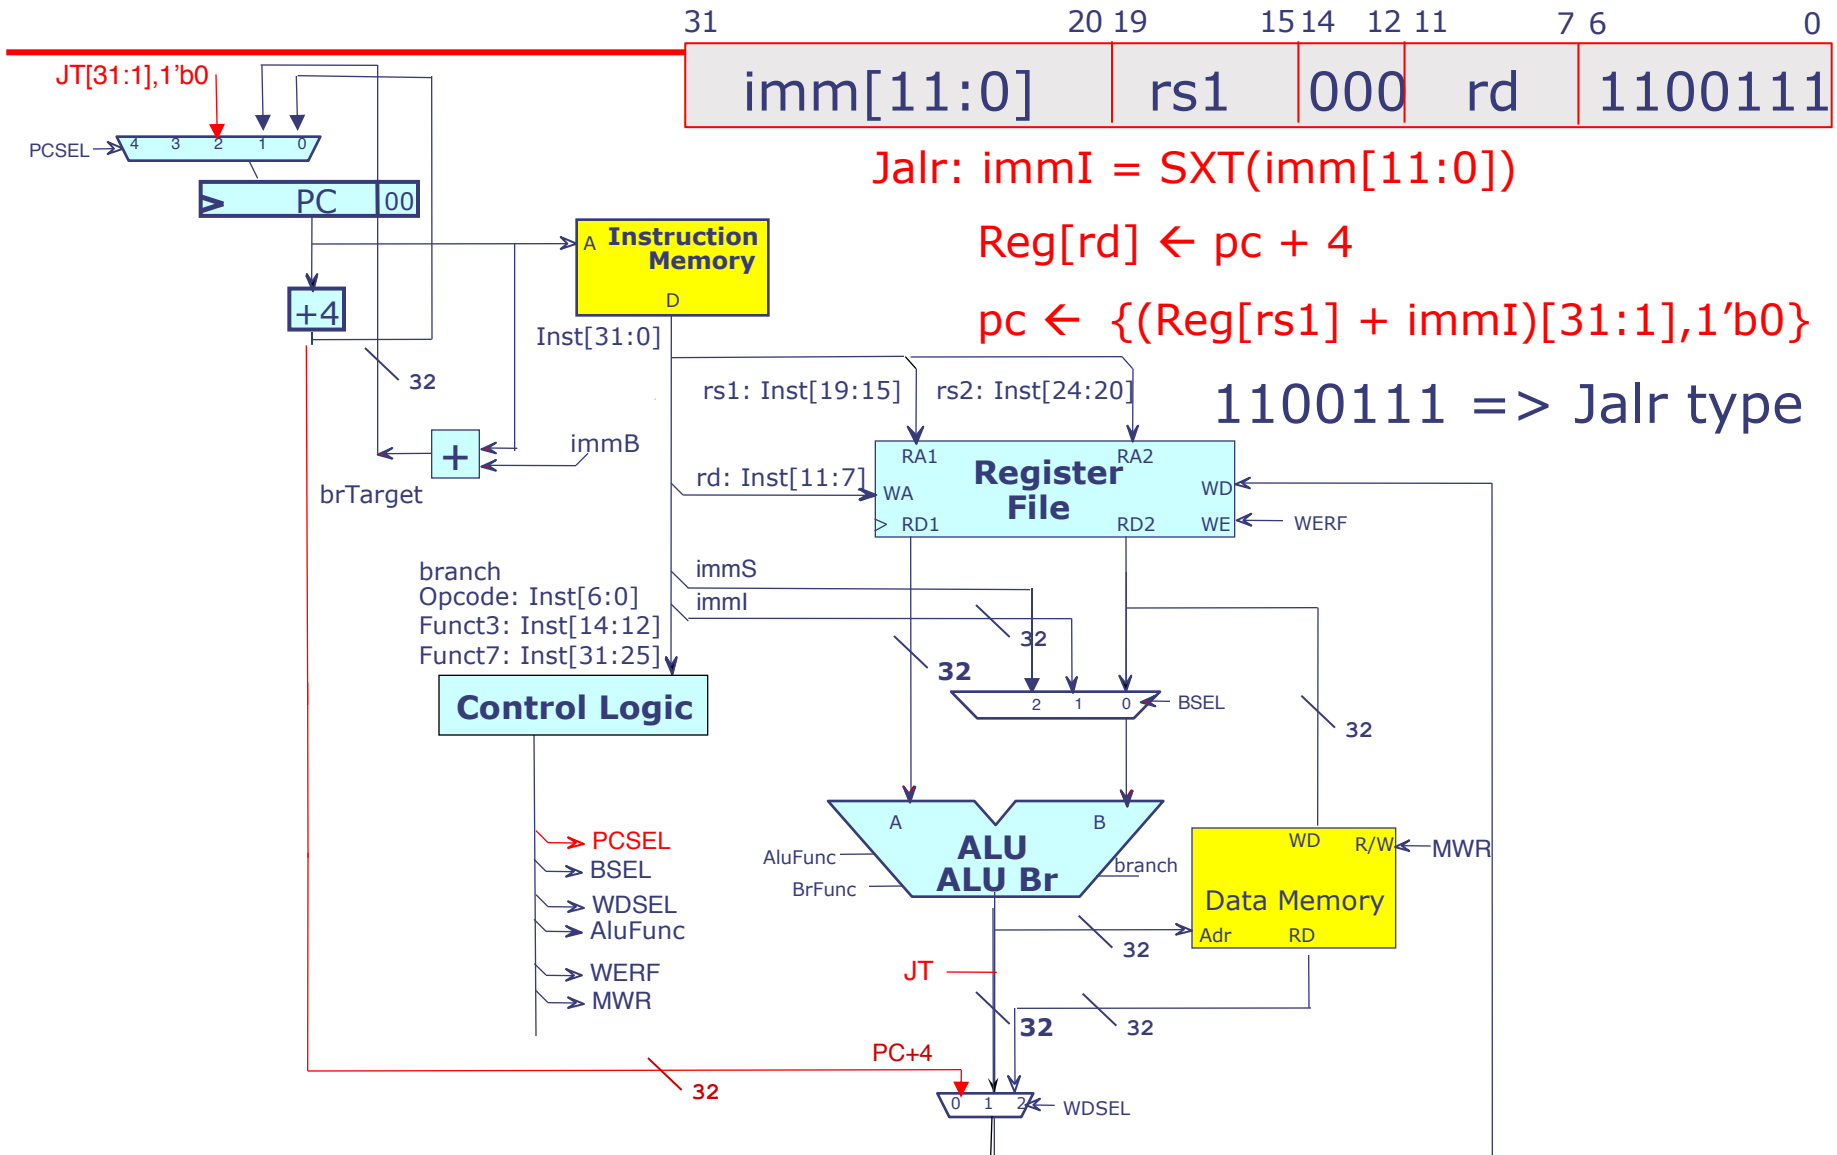 31 20 19 15 14 12 11 7 6 0
imm[11:0] rs1 000 rd 1100111
JT[31:1],1’b0
PCSEL
4 3 2 1 0
PC 00
Jalr: immI = SXT(imm[11:0])
Reg[rd] ← pc + 4
pc ← {(Reg[rs1] + immI)[31:1],1’b0}
1100111 => Jalr type
A Instruction
Memory
D
+4
Inst[31:0]
32
rs1: Inst[19:15] rs2: Inst[24:20]
+
immB
brTarget
rd: Inst[11:7]
RA1 RA2
Register
File
WA WD
RD1 RD2 WE
WERF
immS
immI
32
32
branch
Opcode: Inst[6:0]
Funct3: Inst[14:12]
Funct7: Inst[31:25]
Control Logic
2 1 0
BSEL
32
PCSEL
BSEL
WDSEL
AluFunc
WERF
MWR
A B
ALU
ALU Br
AluFunc
BrFunc
branch
WD R/W
MWR
Data Memory
Adr RD
32
JT
32
32
PC+4
32
0 1 2
WDSEL